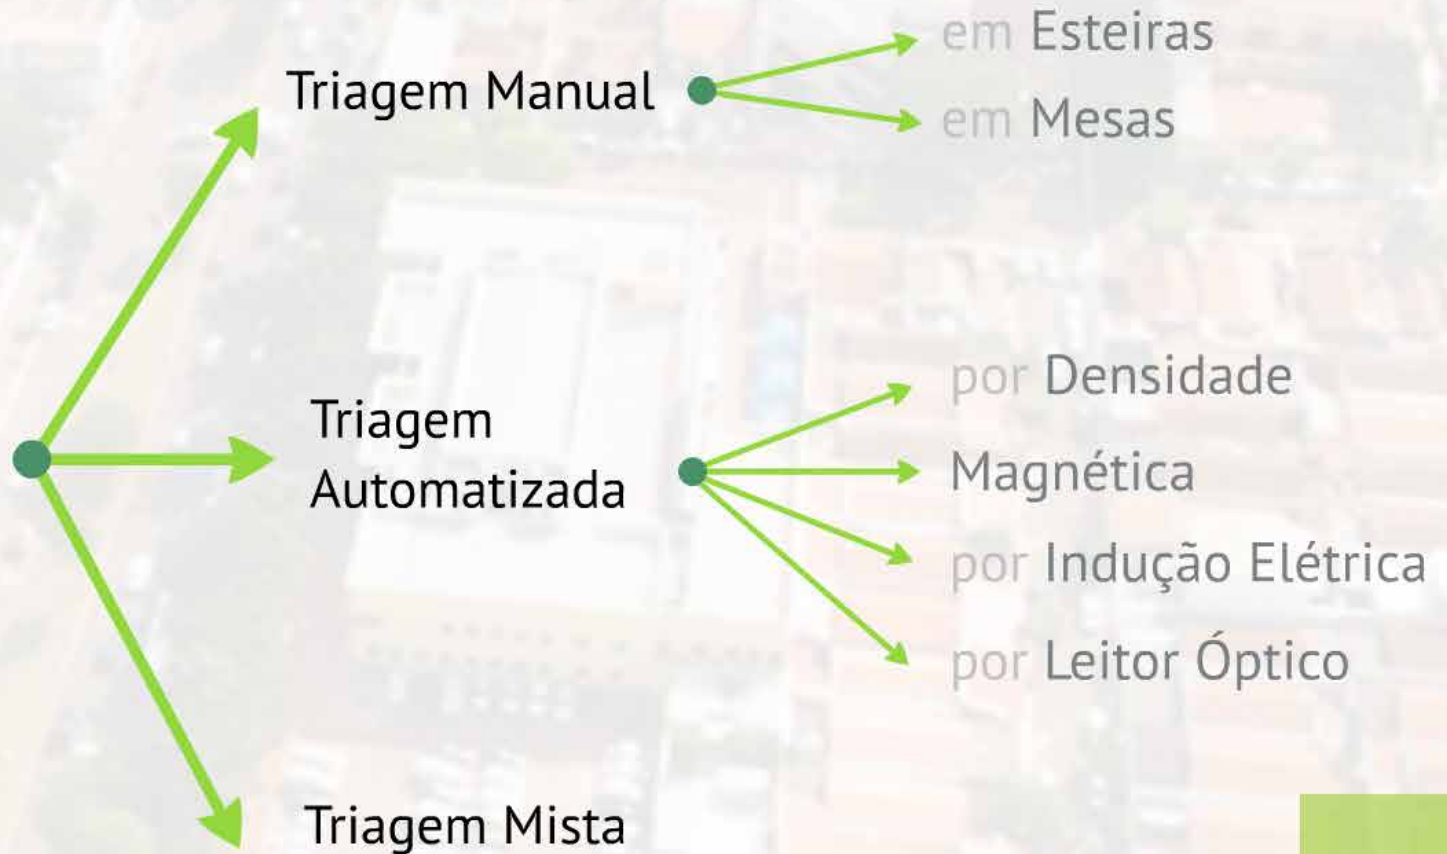 Triagem Manual
em Esteiras
em Mesas
Triagem
Automatizada
por Densidade
Magnética
por Indução Elétrica
por Leitor Óptico
Triagem Mista